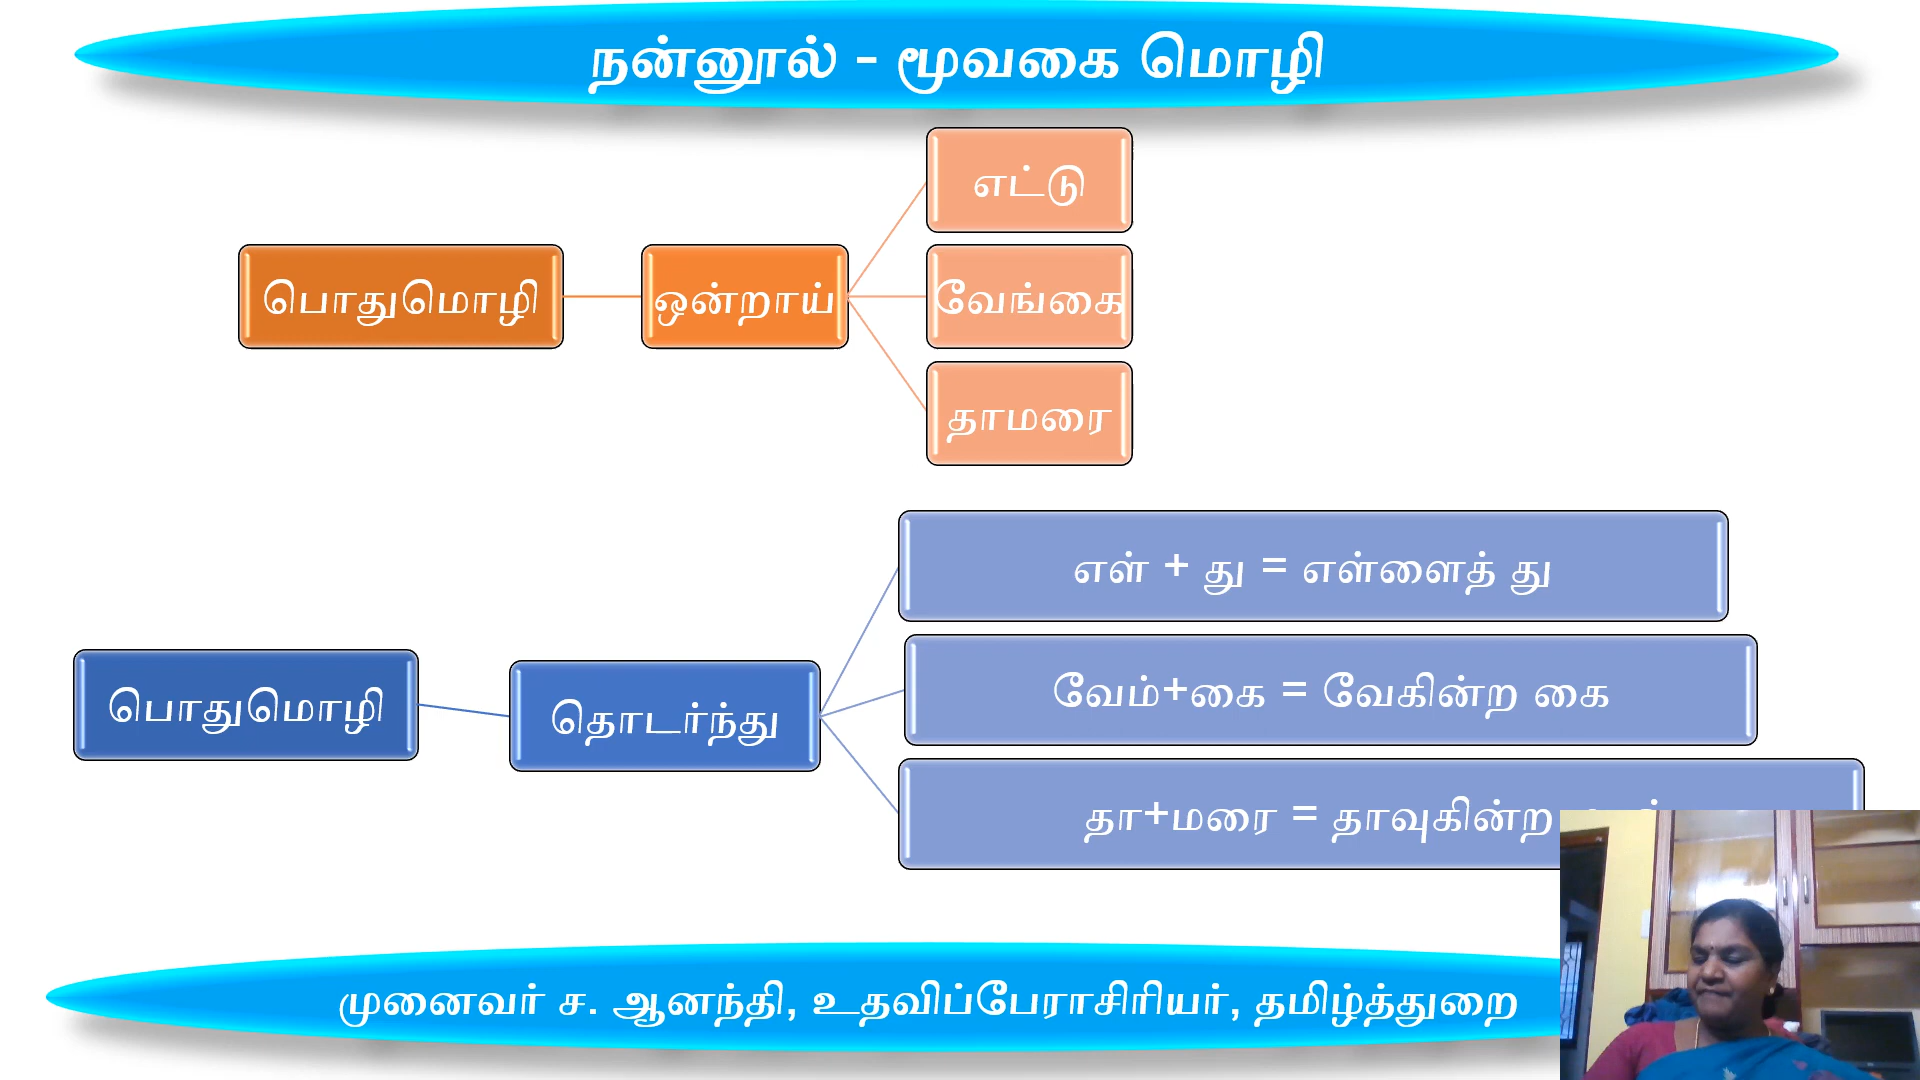 நன்னூல் - மூவகை மொழி
எட்டு
பொதுமொழி
ஒன்றாய்
வேங்கை
தாமரை
எள் + து = எள்ளைத் து
பொதுமொழி
தொடர்ந்து
வேம்+கை = வேகின்ற கை
தா+மரை = தாவுகின்ற
முனைவர் ச. ஆனந்தி, உதவிப்பேராசிரியர், தமிழ்த்துறை